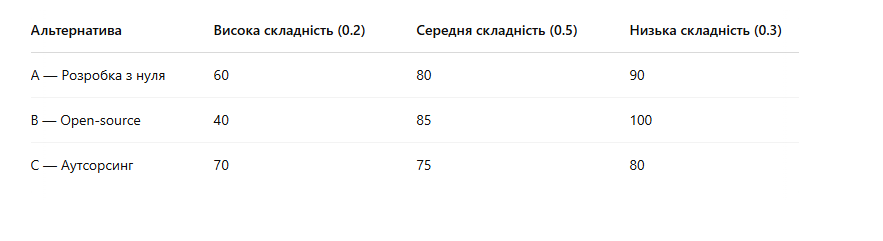 Альтернатива Висока складність (0.2) Середня складність (0.5) Низька складність (0.3)
A — Розробка з нуля 60 80 90
B — Open-source 40 85 100
C — Аутсорсинг 70 75 80